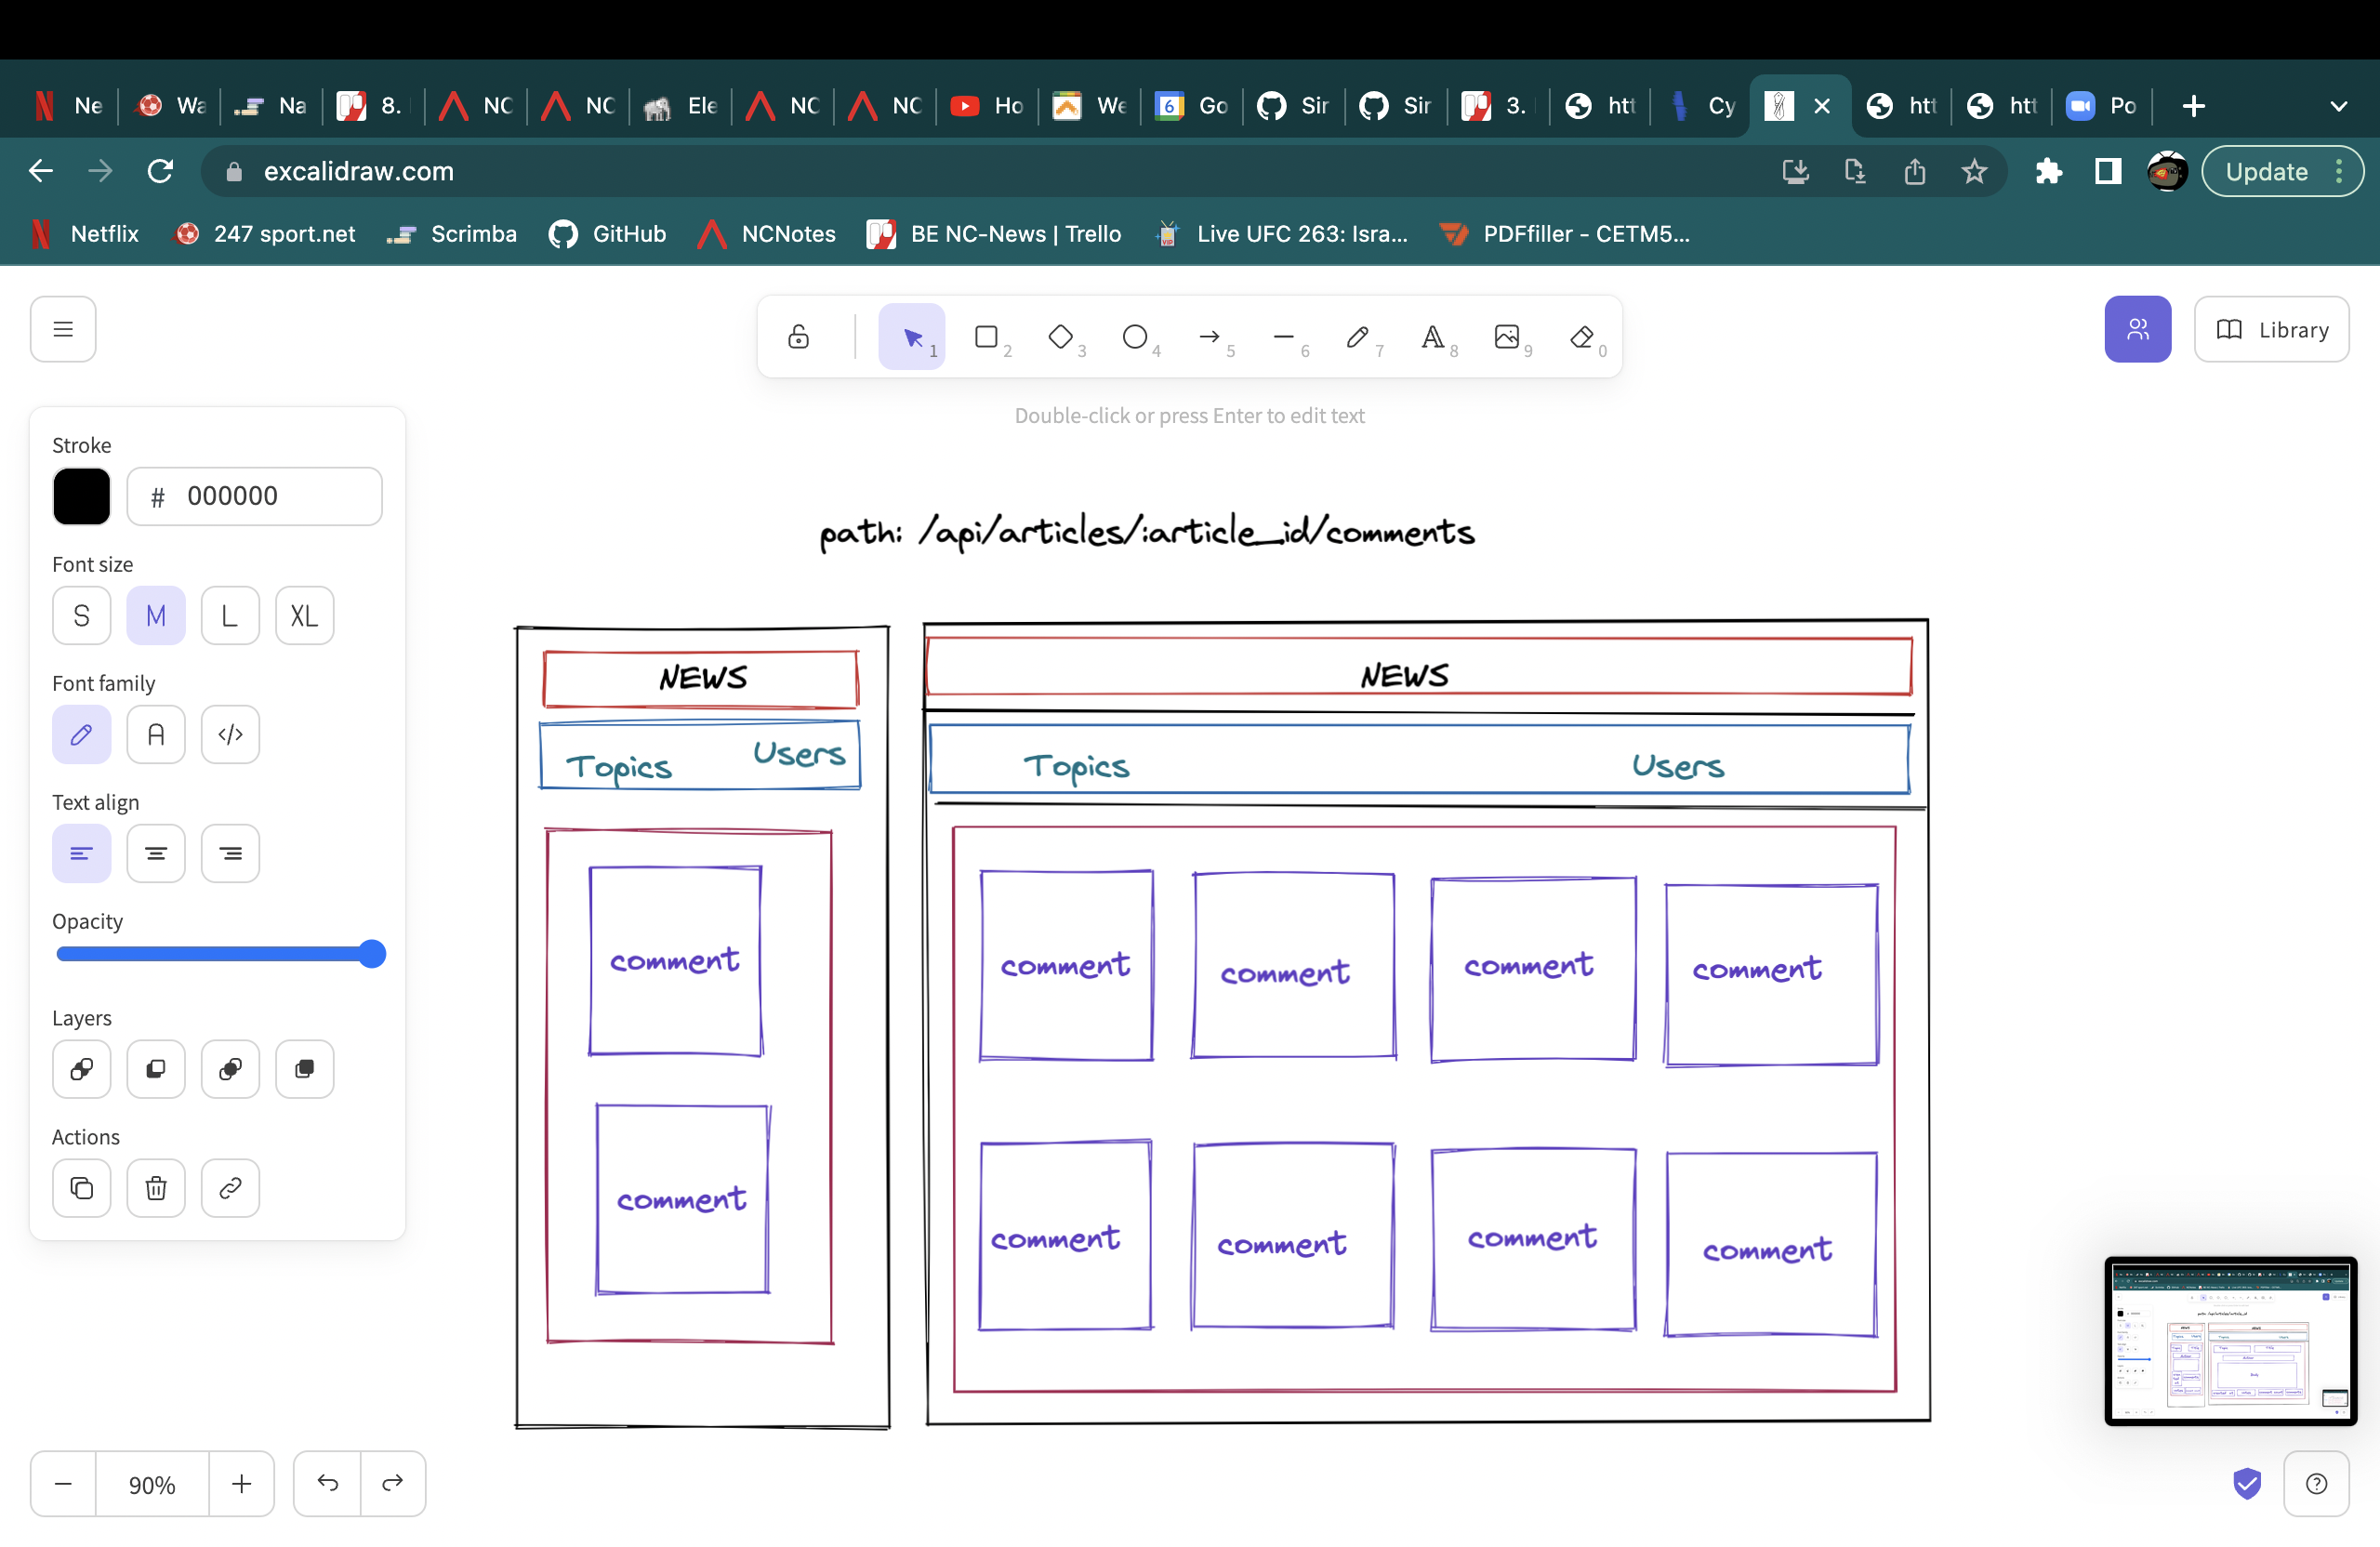 Ne Wa Na 8. NC NC Ele NC NC Ho We 6 Go Sir Sir 3. htt Cy htt htt Po
excalidraw.com Update
Netflix 247 sport.net Scrimba GitHub NCNotes BE NC-News | Trello Live UFC 263: Isra... PDFfiller - CETM5...
1 2 3 4 5 6 7 A 8 9 0 Library
Double-click or press Enter to edit text
Stroke
# 000000
Font size
S M L XL
Font family
A </>
Text align
Opacity
Layers
Actions
90%
path: /api/articles/:article_id/comments
NEWS
Topics Users
comment
comment
NEWS
Topics Users
comment comment comment comment
comment comment comment comment